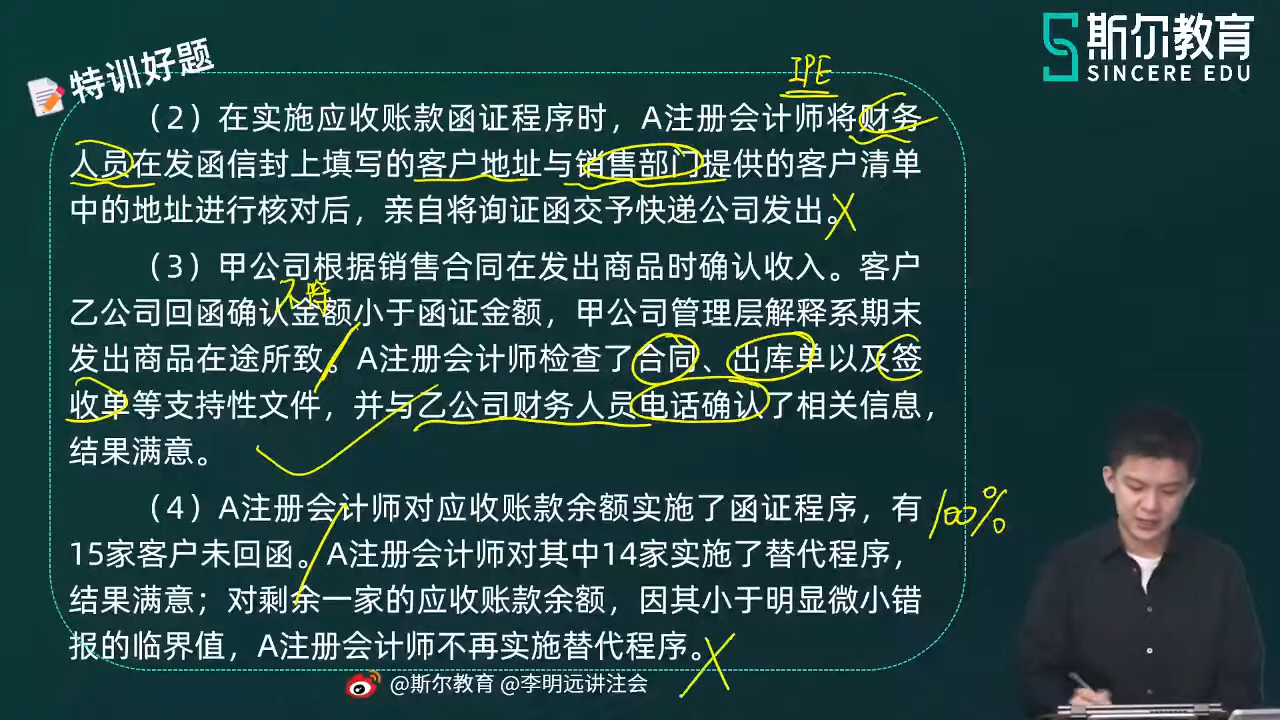 特训好题
斯尔教育
SINCERE EDU
IPE
(2)在实施应收账款函证程序时,A注册会计师将财务
人员在发函信封上填写的客户地址与销售部门提供的客户清单
中的地址进行核对后,亲自将询证函交予快递公司发出。
(3)甲公司根据销售合同在发出商品时确认收入。客户
不符
乙公司回函确认金额小于函证金额,甲公司管理层解释系期末
发出商品在途所致。A注册会计师检查了合同、出库单以及签
收单等支持性文件,并与乙公司财务人员电话确认了相关信息,
结果满意。
(4)A注册会计师对应收账款余额实施了函证程序,有
100%
15家客户未回函。A注册会计师对其中14家实施了替代程序,
结果满意;对剩余一家的应收账款余额,因其小于明显微小错
报的临界值,A注册会计师不再实施替代程序。
@斯尔教育 @李明远讲注会